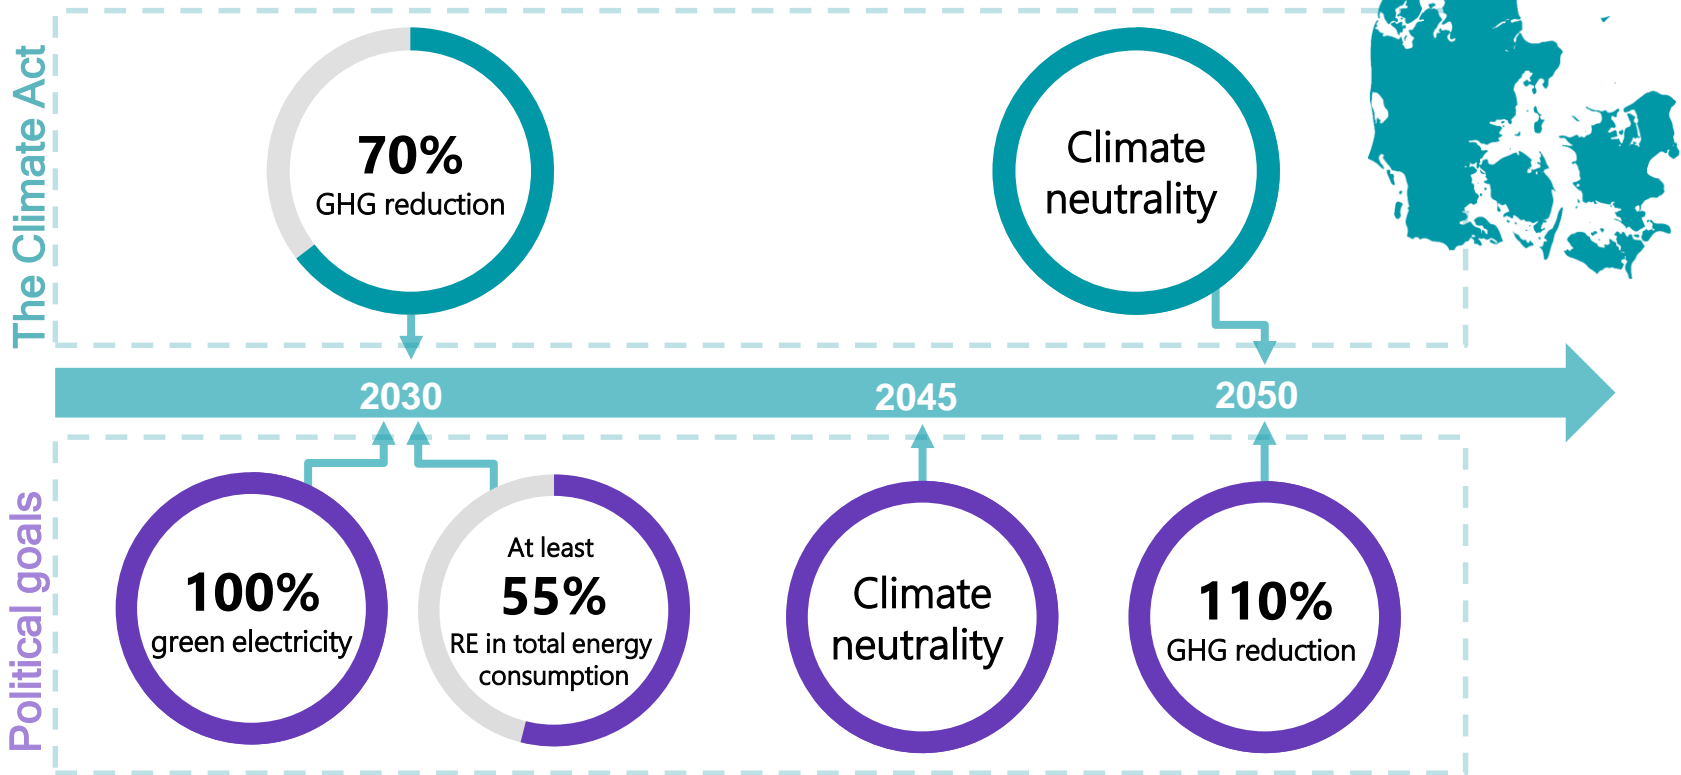 The Climate Act
70%
GHG reduction
Climate
neutrality
2030
2045
2050
Political goals
100%
green electricity
At least
55%
RE in total energy
consumption
Climate
neutrality
110%
GHG reduction